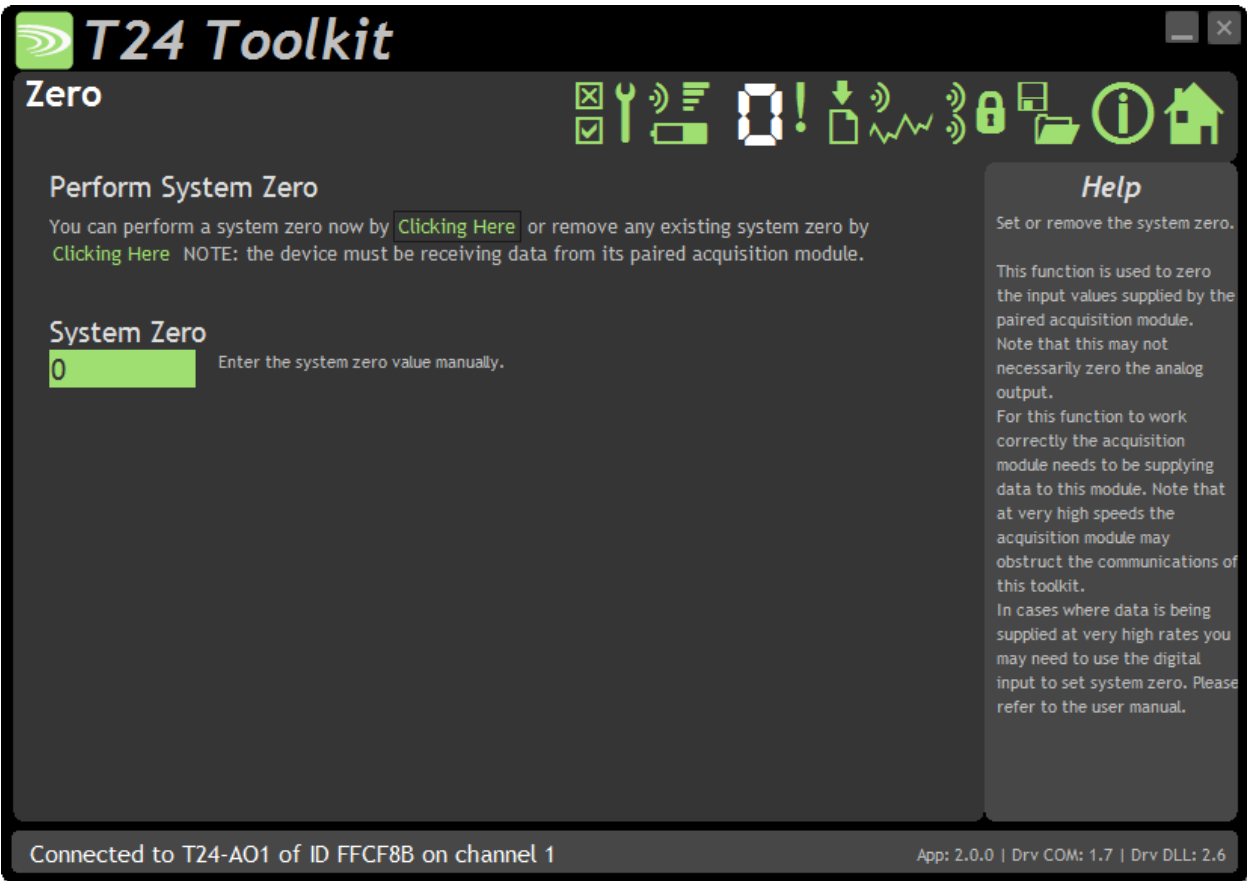 T24 Toolkit
Zero
0!
Perform System Zero
You can perform a system zero now by Clicking Here or remove any existing system zero by
Clicking Here NOTE: the device must be receiving data from its paired acquisition module.
System Zero
0
Enter the system zero value manually.
Help
Set or remove the system zero.
This function is used to zero
the input values supplied by the
paired acquisition module.
Note that this may not
necessarily zero the analog
output.
For this function to work
correctly the acquisition
module needs to be supplying
data to this module. Note that
at very high speeds the
acquisition module may
obstruct the communications of
this toolkit.
In cases where data is being
supplied at very high rates you
may need to use the digital
input to set system zero. Please
refer to the user manual.
Connected to T24-AO1 of ID FFCF8B on channel 1
App: 2.0.0 | Drv COM: 1.7 | Drv DLL: 2.6